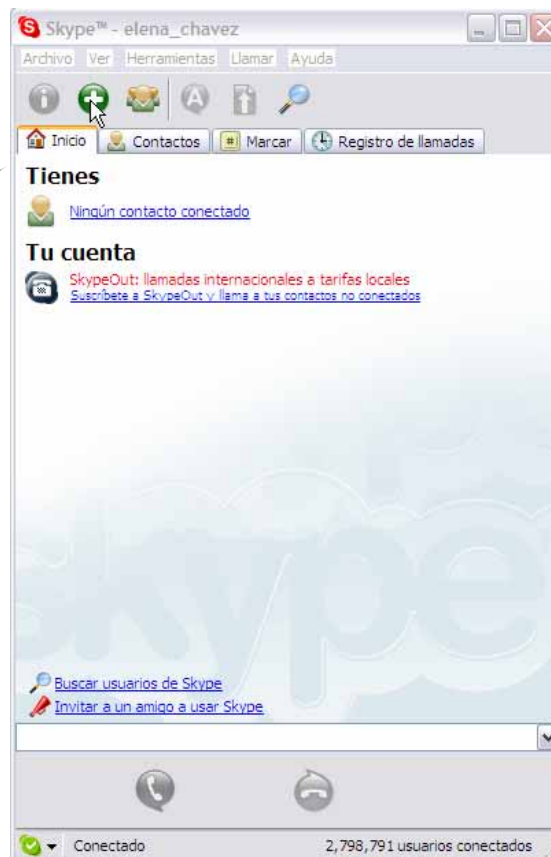 Skype™ - elena_chavez
Archivo Ver Herramientas Llamar Ayuda
Inicio Contactos Marcar Registro de llamadas
Tienes
Ningún contacto conectado
Tu cuenta
SkypeOut: llamadas internacionales a tarifas locales
Suscríbete a SkypeOut y llama a tus contactos no conectados
skype
Buscar usuarios de Skype
Invitar a un amigo a usar Skype
Conectado 2,798,791 usuarios conectados